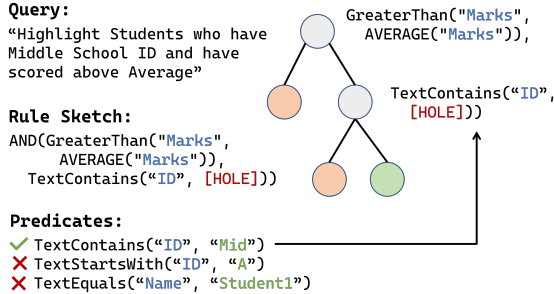 Query:
“Highlight Students who have
Middle School ID and have
scored above Average”
Rule Sketch:
AND(GreaterThan("Marks",
AVERAGE("Marks")),
TextContains(“ID”, [HOLE]))
GreaterThan("Marks",
AVERAGE("Marks")),
TextContains(“ID”,
[HOLE]))
Predicates:
TextContains(“ID”, “Mid”)
TextStartsWith(“ID”, “A”)
TextEquals(“Name”, “Student1”)